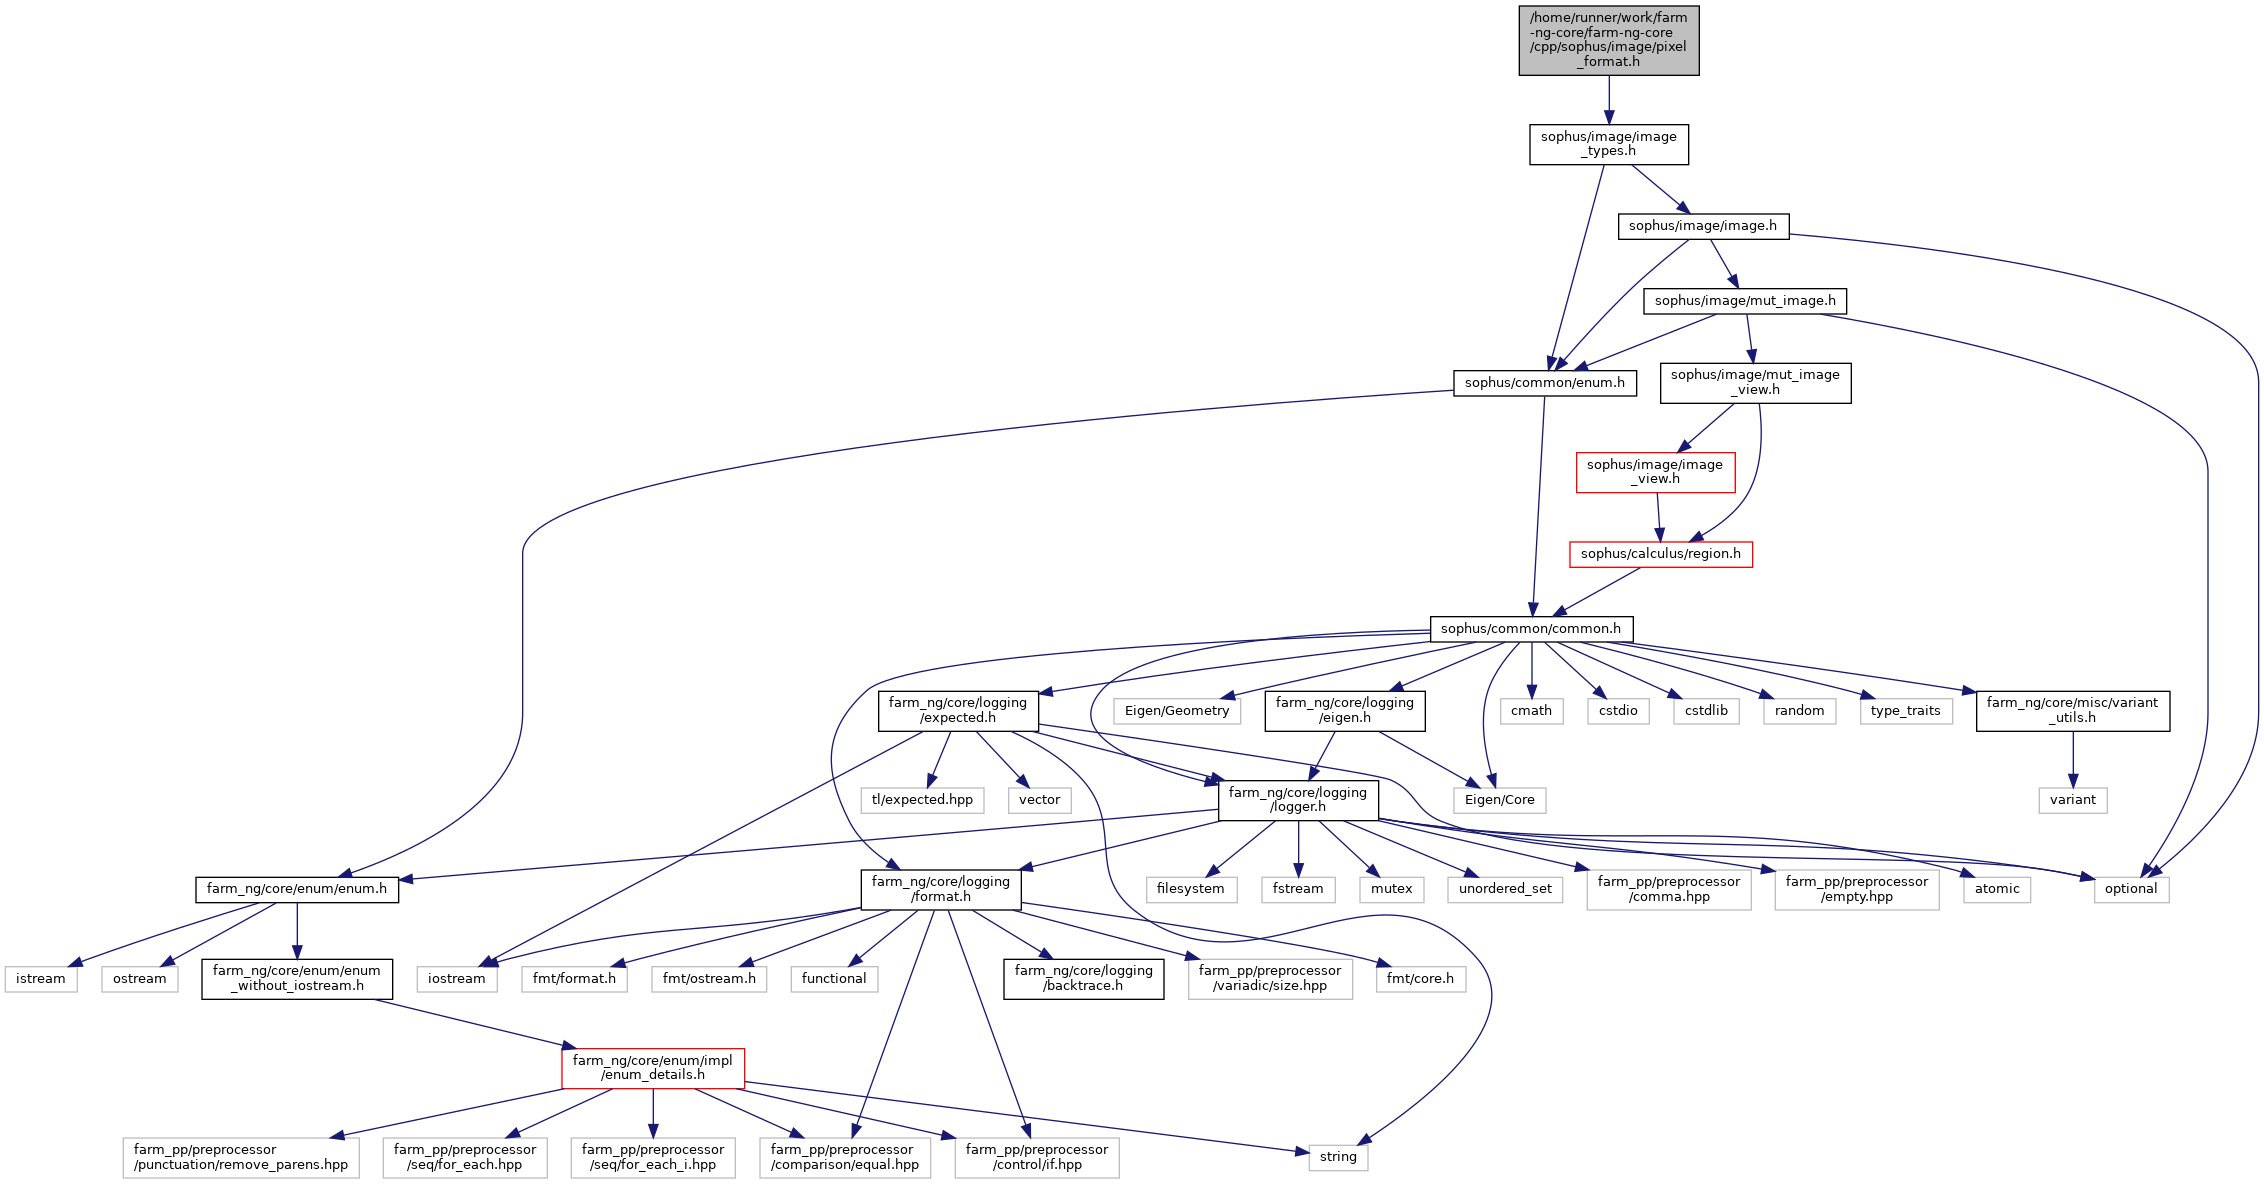 /home/runner/work/farm
-ng-core/farm-ng-core
/cpp/sophus/image/pixel
_format.h
sophus/image/image
_types.h
sophus/image/image.h
sophus/image/mut_image.h
sophus/common/enum.h
sophus/image/mut_image
_view.h
sophus/image/image
_view.h
sophus/calculus/region.h
sophus/common/common.h
farm_ng/core/logging
/expected.h
Eigen/Geometry
farm_ng/core/logging
/eigen.h
cmath
cstdio
cstdlib
random
type_traits
farm_ng/core/misc/variant
_utils.h
tl/expected.hpp
vector
farm_ng/core/logging
/logger.h
Eigen/Core
variant
farm_ng/core/enum/enum.h
farm_ng/core/logging
/format.h
filesystem
fstream
mutex
unordered_set
farm_pp/preprocessor
/comma.hpp
farm_pp/preprocessor
/empty.hpp
atomic
optional
istream
ostream
farm_ng/core/enum/enum
_without_iostream.h
iostream
fmt/format.h
fmt/ostream.h
functional
farm_ng/core/logging
/backtrace.h
farm_pp/preprocessor
/variadic/size.hpp
fmt/core.h
farm_ng/core/enum/impl
/enum_details.h
farm_pp/preprocessor
/punctuation/remove_parens.hpp
farm_pp/preprocessor
/seq/for_each.hpp
farm_pp/preprocessor
/seq/for_each_i.hpp
farm_pp/preprocessor
/comparison/equal.hpp
farm_pp/preprocessor
/control/if.hpp
string